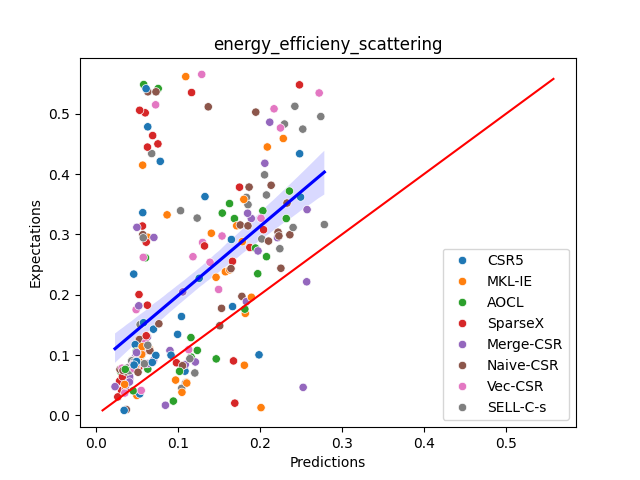 energy_efficieny_scattering
Expectations
0.5
0.4
0.3
0.2
0.1
0.0
0.0 0.1 0.2 0.3 0.4 0.5
Predictions
CSR5
MKL-IE
AOCL
SparseX
Merge-CSR
Naive-CSR
Vec-CSR
SELL-C-s